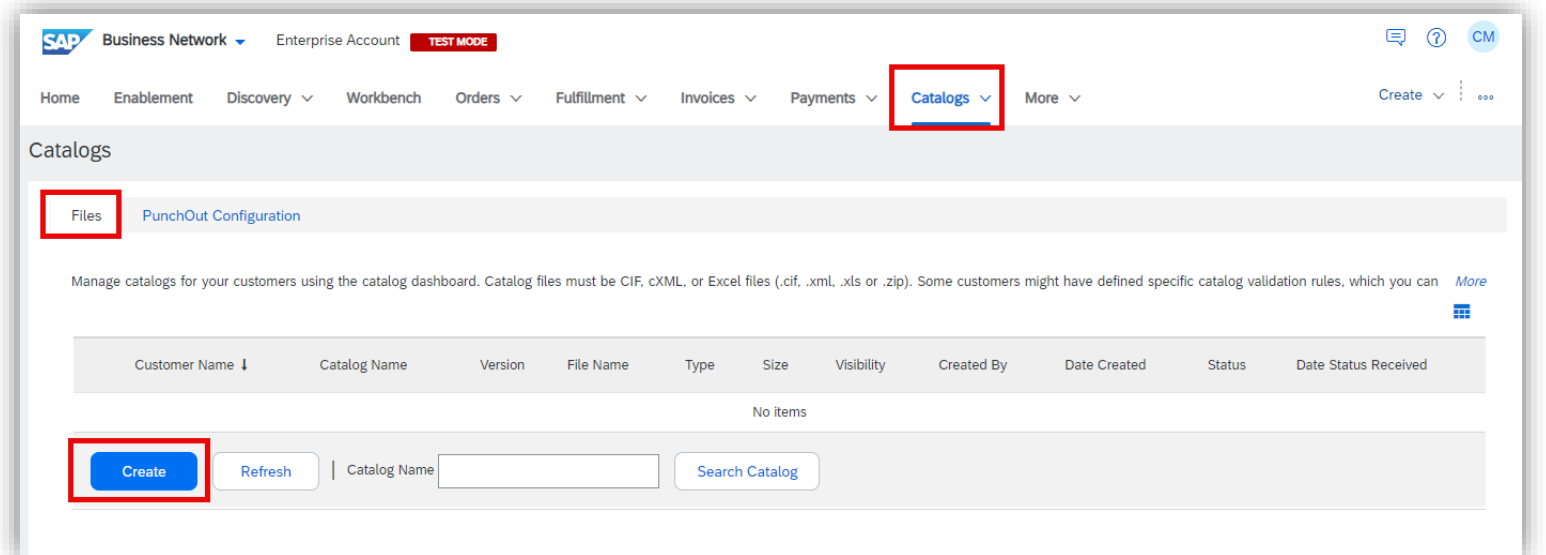 SAP Business Network Enterprise Account TEST MODE CM
Home Enablement Discovery Workbench Orders Fulfillment Invoices Payments Catalogs More Create
Catalogs
Files PunchOut Configuration
Manage catalogs for your customers using the catalog dashboard. Catalog files must be CIF, cXML, or Excel files (.cif, .xml, .xls or .zip). Some customers might have defined specific catalog validation rules, which you can More
Customer Name Catalog Name Version File Name Type Size Visibility Created By Date Created Status Date Status Received
No items
Create Refresh Catalog Name Search Catalog